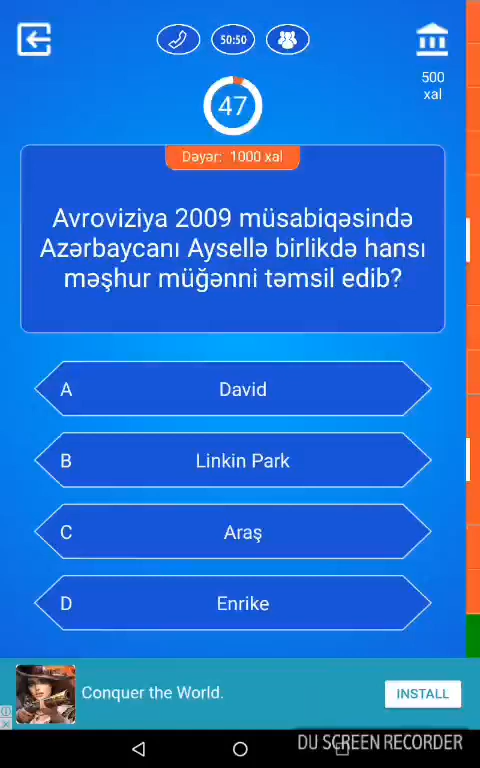 50:50
500
xal
47
Dəyər: 1000 xal
Avroviziya 2009 müsabiqəsində
Azərbaycanı Aysellə birlikdə hansı
məşhur müğənni təmsil edib?
A David
B Linkin Park
C Araş
D Enrike
Conquer the World.
INSTALL
DU SCREEN RECORDER